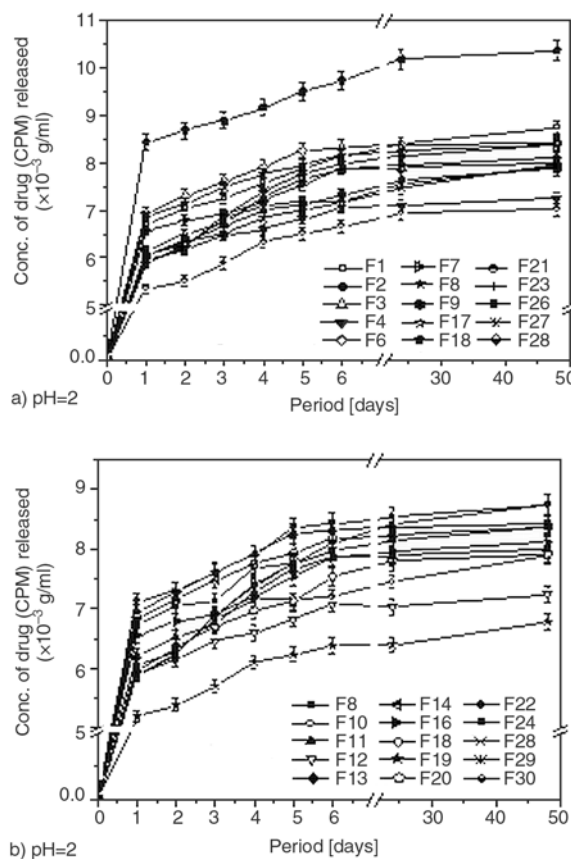 Conc. of drug (CPM) released
(×10⁻³ g/ml)
11
10
9
8
7
6
5
0.0
F1 F7 F21
F2 F8 F23
F3 F9 F26
F4 F17 F27
F6 F18 F28
0 1 2 3 4 5 6 30 40 50
Period [days]
a) pH=2
Conc. of drug (CPM) released
(×10⁻³ g/ml)
9
8
7
6
5
0.0
F8 F14 F22
F10 F16 F24
F11 F18 F28
F12 F19 F29
F13 F20 F30
0 1 2 3 4 5 6 30 40 50
Period [days]
b) pH=2